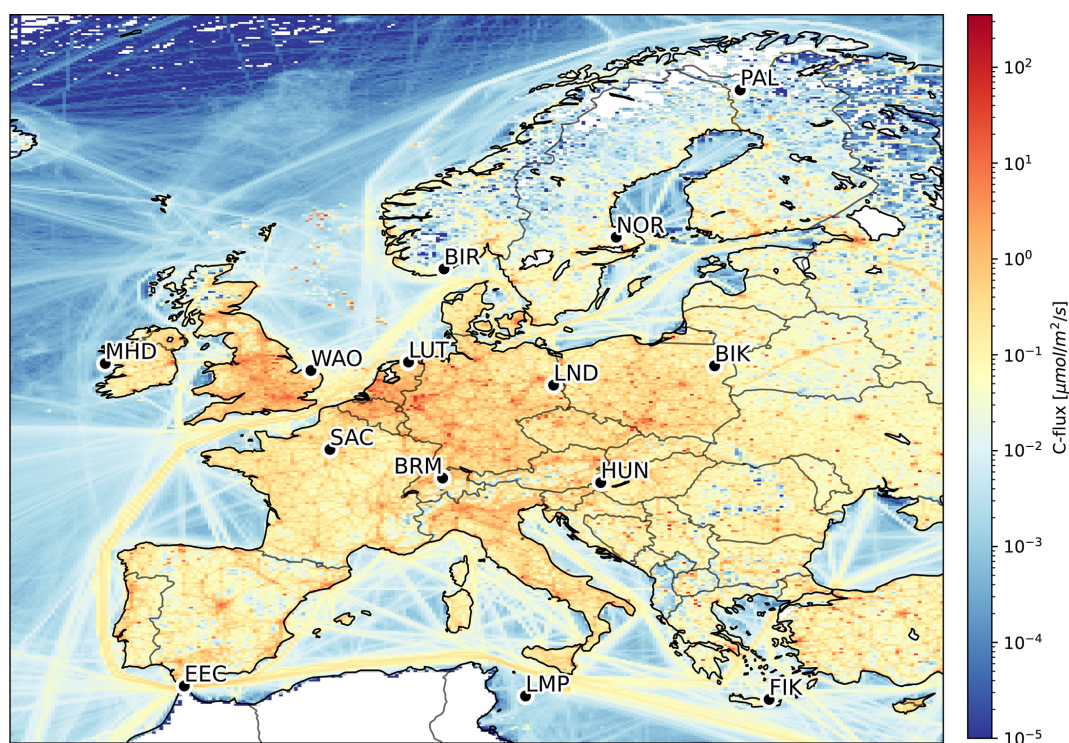 PAL
NOR
BIR
MHD
WAO
LUT
LND
BIK
SAC
BRM
HUN
EEC
LMP
FIK
10²
10¹
10⁰
10⁻¹
10⁻²
10⁻³
10⁻⁴
10⁻⁵
C-flux [μmol/m²/s]